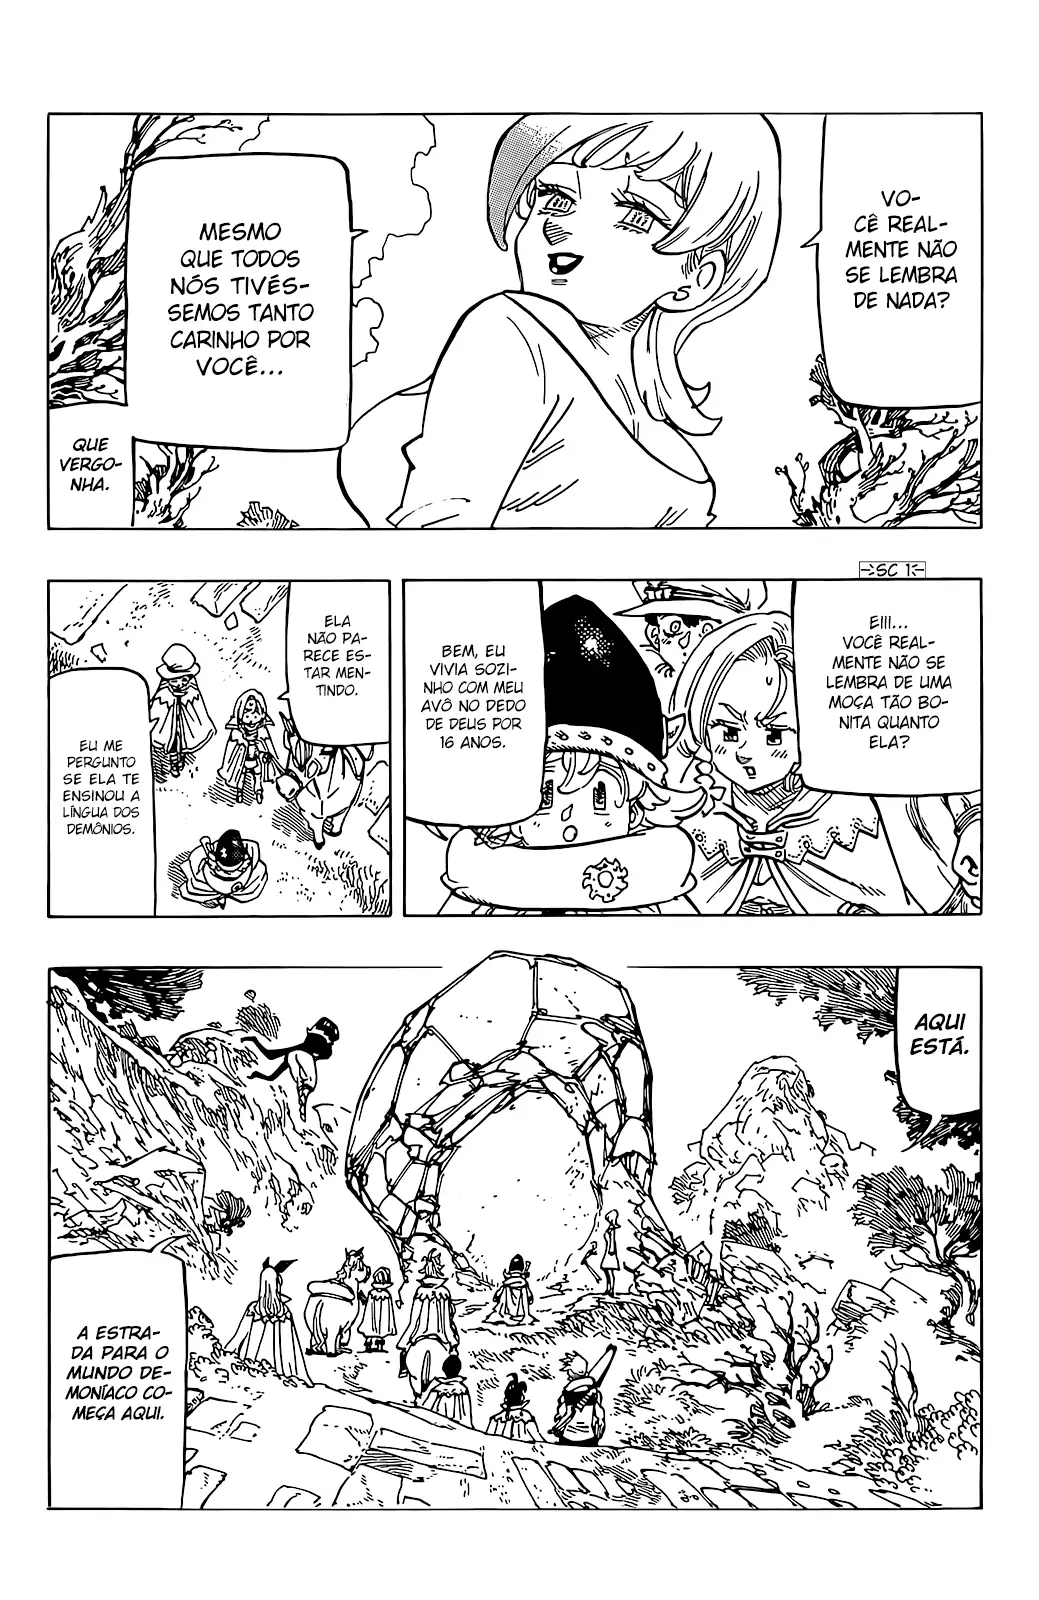 VO-
CÊ REAL-
MENTE NÃO
SE LEMBRA
DE NADA?
MESMO
QUE TODOS
NÓS TIVÉS-
SEMOS TANTO
CARINHO POR
VOCÊ...
QUE
VERGO-
NHA.
SC 1
EIII...
VOCÊ REAL-
MENTE NÃO SE
LEMBRA DE UMA
MOÇA TÃO BO-
NITA QUANTO
ELA?
BEM, EU
VIVIA SOZI-
NHO COM MEU
AVÔ NO DEDO
DE DEUS POR
16 ANOS.
ELA
NÃO PA-
RECE ES-
TAR MEN-
TINDO.
EU ME
PERGUNTO
SE ELA TE
ENSINOU A
LÍNGUA DOS
DEMÔNIOS.
AQUI
ESTÁ.
A ESTRA-
DA PARA O
MUNDO DE-
MONÍACO CO-
MEÇA AQUI.